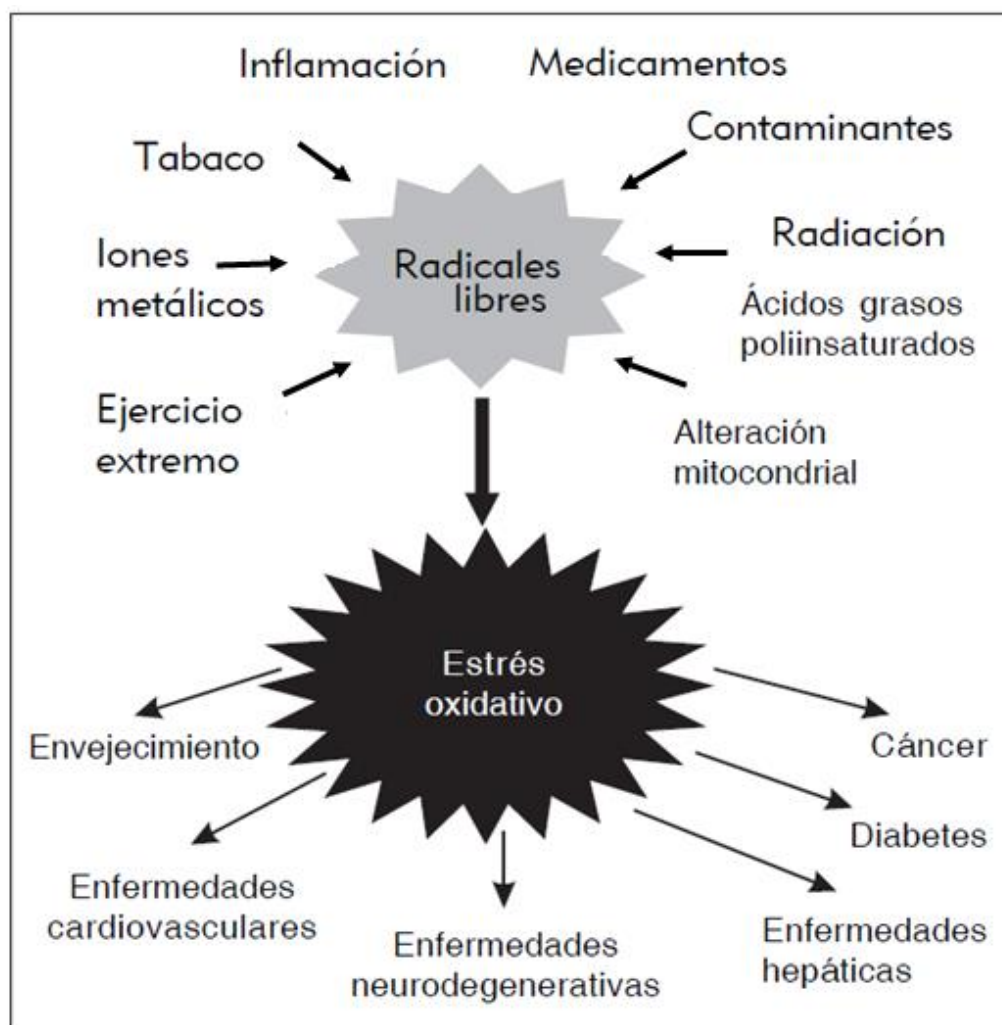 Inflamación
Medicamentos
Tabaco
Contaminantes
Iones
metálicos
Radicales
libres
Radiación
Ácidos grasos
poliinsaturados
Ejercicio
extremo
Alteración
mitocondrial
Estrés
oxidativo
Envejecimiento
Cáncer
Diabetes
Enfermedades
cardiovasculares
Enfermedades
neurodegenerativas
Enfermedades
hepáticas